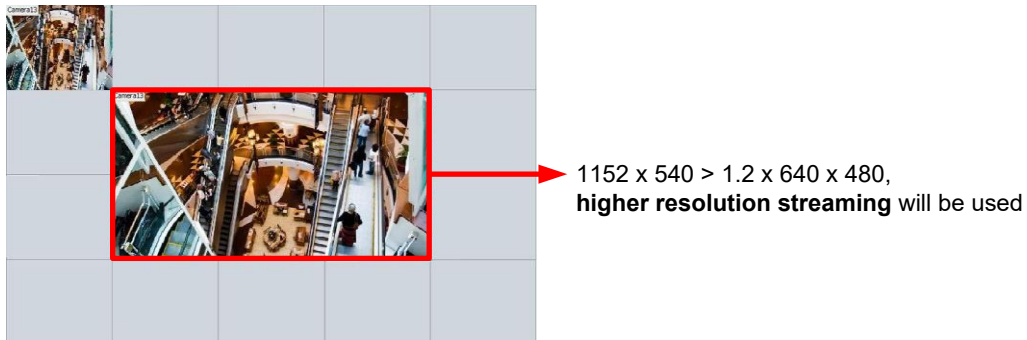 Camera13
Camera13
1152 x 540 > 1.2 x 640 x 480,
higher resolution streaming will be used